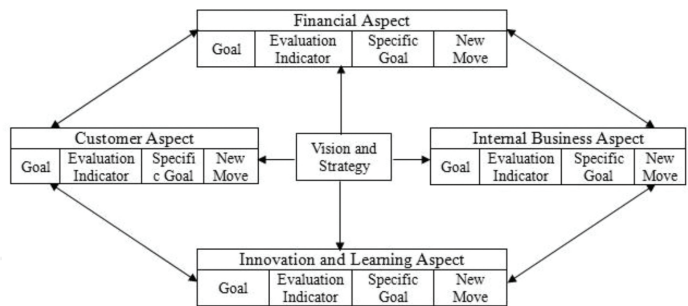 Financial Aspect
Goal
Evaluation
Indicator
Specific
Goal
New
Move
Customer Aspect
Goal
Evaluation
Indicator
Specifi
c Goal
New
Move
Vision and
Strategy
Internal Business Aspect
Goal
Evaluation
Indicator
Specific
Goal
New
Move
Innovation and Learning Aspect
Goal
Evaluation
Indicator
Specific
Goal
New
Move